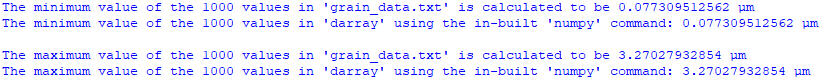 The minimum value of the 1000 values in 'grain_data.txt' is calculated to be 0.077309512562 µm
The minimum value of the 1000 values in 'darray' using the in-built 'numpy' command: 0.077309512562 µm
The maximum value of the 1000 values in 'grain_data.txt' is calculated to be 3.27027932854 µm
The maximum value of the 1000 values in 'darray' using the in-built 'numpy' command: 3.27027932854 µm